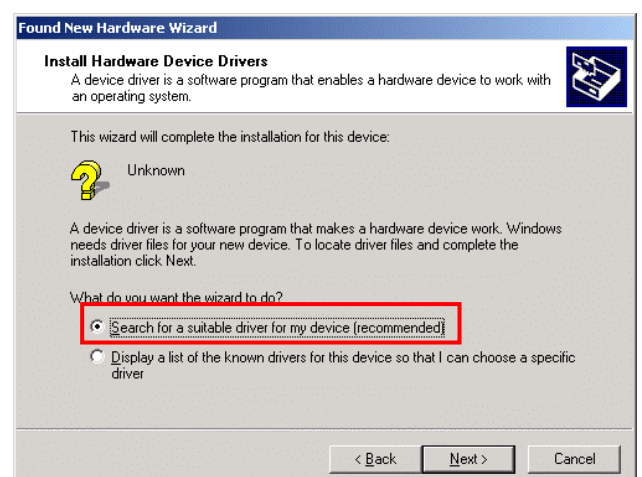 Found New Hardware Wizard
Install Hardware Device Drivers
A device driver is a software program that enables a hardware device to work with
an operating system.
This wizard will complete the installation for this device:
Unknown
A device driver is a software program that makes a hardware device work. Windows
needs driver files for your new device. To locate driver files and complete the
installation click Next.
What do you want the wizard to do?
Search for a suitable driver for my device (recommended)
Display a list of the known drivers for this device so that I can choose a specific
driver
< Back Next > Cancel